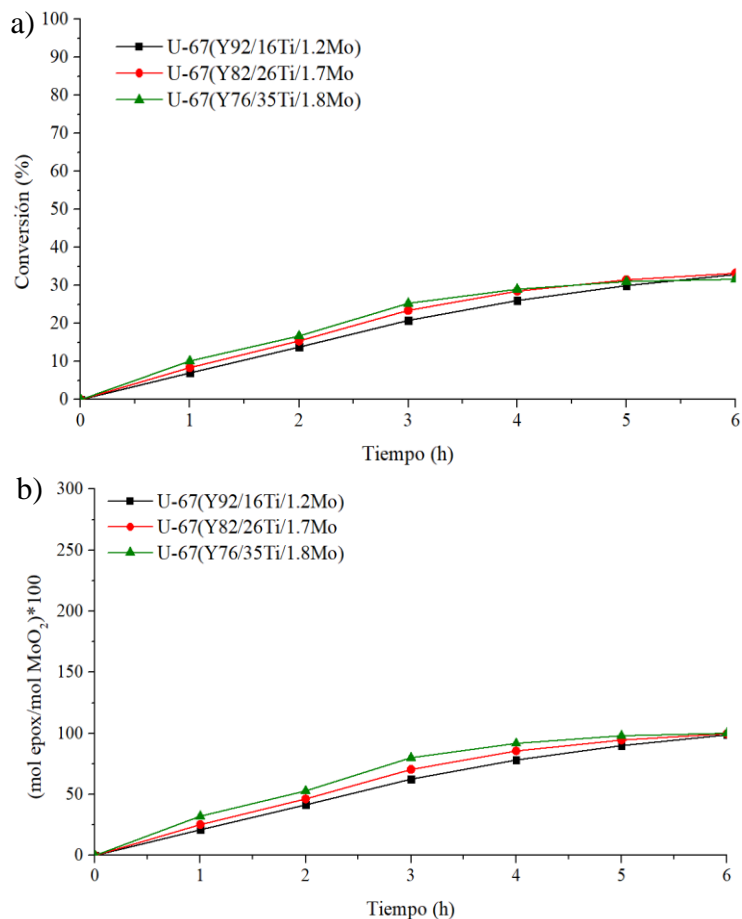 a)
100
90
80
70
60
50
40
30
20
10
0
Conversión (%)
U-67(Y92/16Ti/1.2Mo)
U-67(Y82/26Ti/1.7Mo
U-67(Y76/35Ti/1.8Mo)
0 1 2 3 4 5 6
Tiempo (h)
b)
300
250
200
150
100
50
0
(mol epox/mol MoO₂)*100
U-67(Y92/16Ti/1.2Mo)
U-67(Y82/26Ti/1.7Mo
U-67(Y76/35Ti/1.8Mo)
0 1 2 3 4 5 6
Tiempo (h)